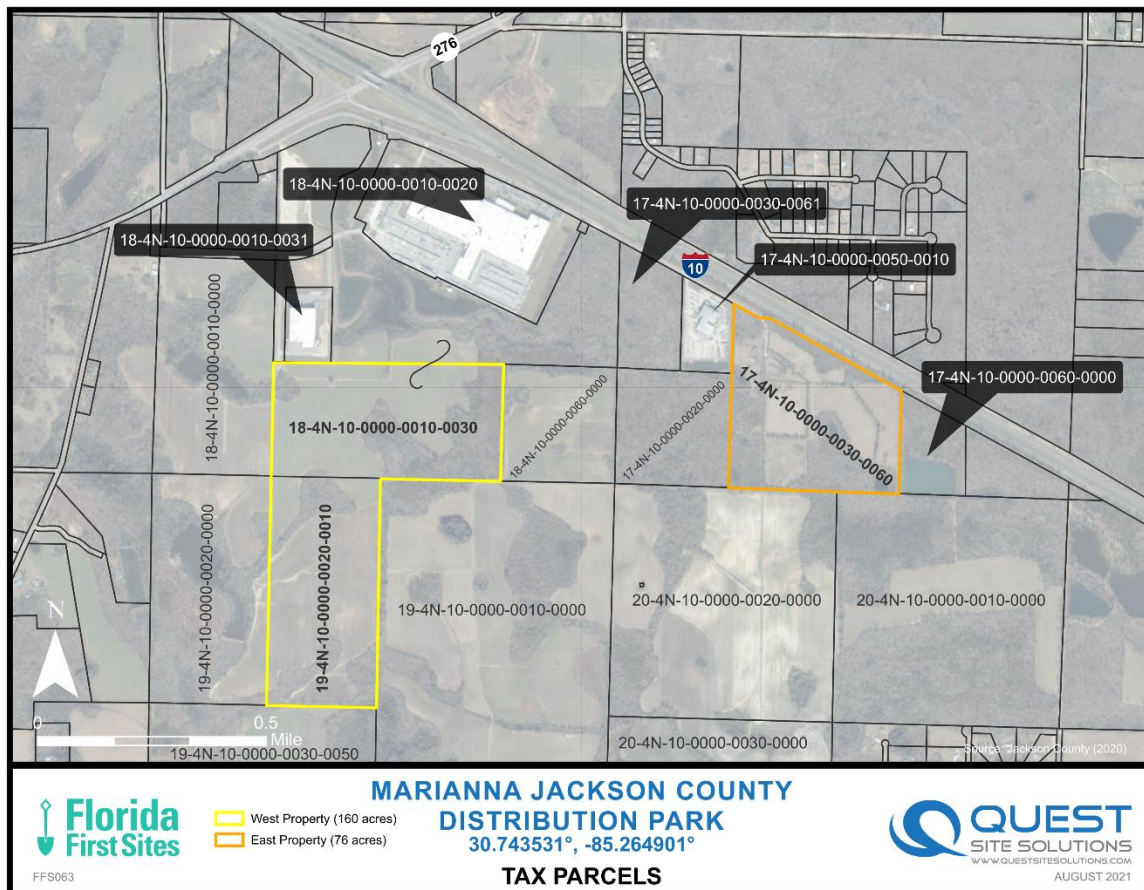 276
18-4N-10-0000-0010-0020
17-4N-10-0000-0030-0061
18-4N-10-0000-0010-0031
17-4N-10-0000-0050-0010
10
18-4N-10-0000-0010-0000
17-4N-10-0000-0060-0000
18-4N-10-0000-0010-0030
18-4N-10-0000-0060-0000
17-4N-10-0000-0020-0000
17-4N-10-0000-0030-0060
19-4N-10-0000-0020-0000
19-4N-10-0000-0020-0010
19-4N-10-0000-0010-0000
20-4N-10-0000-0020-0000
20-4N-10-0000-0010-0000
N
0
0.5
Mile
19-4N-10-0000-0030-0050
20-4N-10-0000-0030-0000
Source: Jackson County (2020)
Florida
First Sites
FFS063
West Property (160 acres)
East Property (76 acres)
MARIANNA JACKSON COUNTY
DISTRIBUTION PARK
30.743531°, -85.264901°
TAX PARCELS
QUEST
SITE SOLUTIONS
WWW.QUESTSITESOLUTIONS.COM
AUGUST 2021